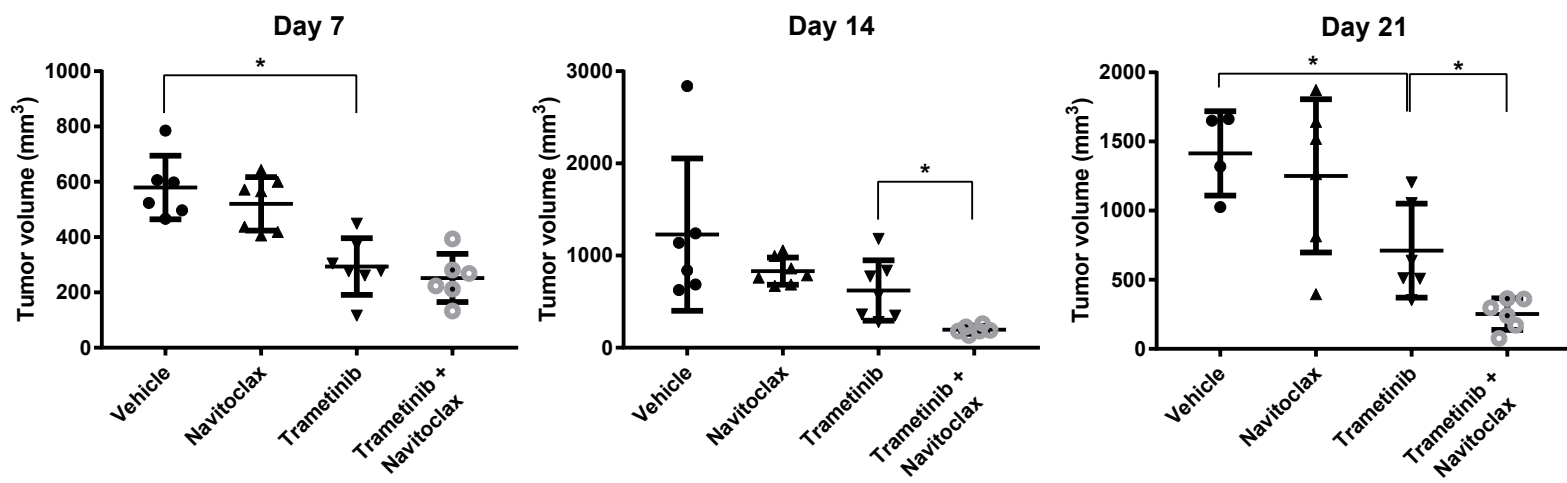 Day 7
*
Tumor volume (mm³)
1000
800
600
400
200
0
Vehicle
Navitoclax
Trametinib
Trametinib +
Navitoclax
Day 14
*
Tumor volume (mm³)
3000
2000
1000
0
Vehicle
Navitoclax
Trametinib
Trametinib +
Navitoclax
Day 21
* *
Tumor volume (mm³)
2000
1500
1000
500
0
Vehicle
Navitoclax
Trametinib
Trametinib +
Navitoclax